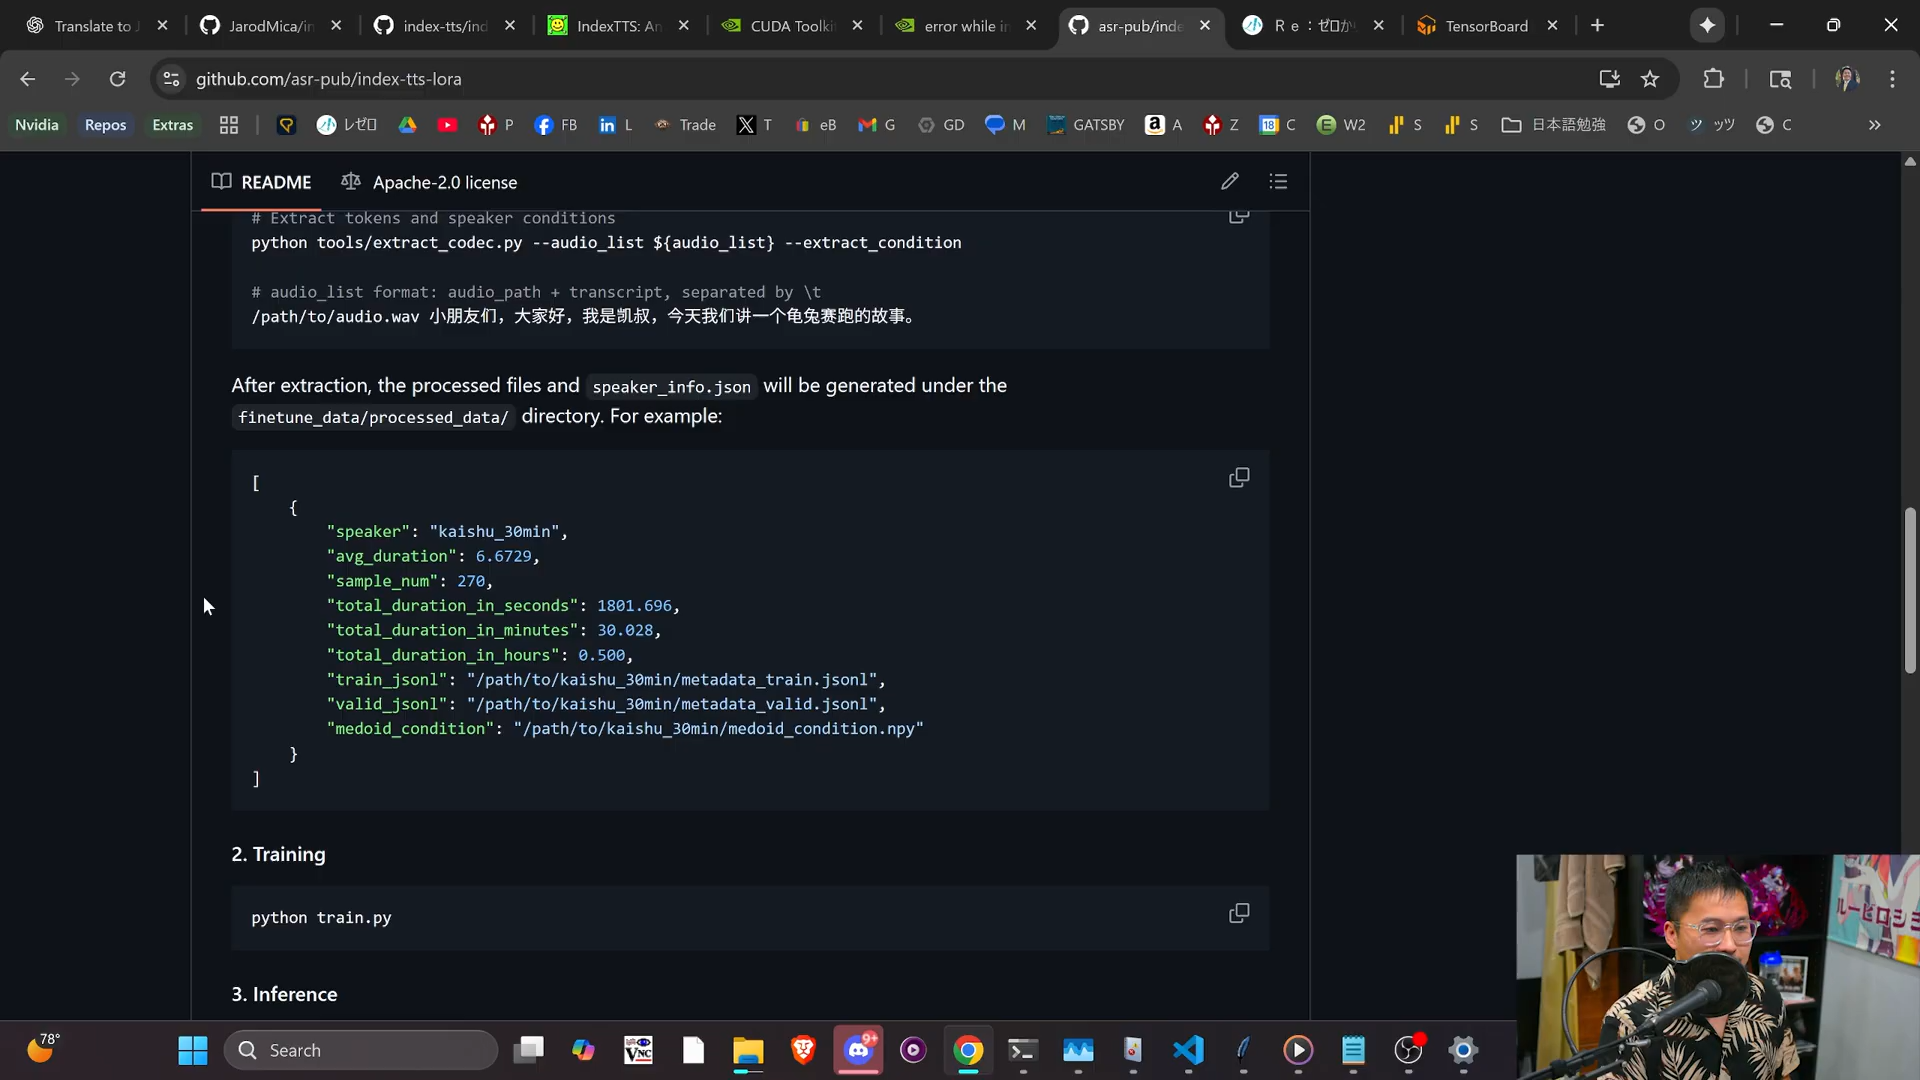 Translate to J
JarodMica/in
index-tts/ind
IndexTTS: An
CUDA Toolki
error while in
asr-pub/inde
Ｒｅ：ゼロか
TensorBoard
github.com/asr-pub/index-tts-lora
Nvidia
Repos
Extras
レゼロ
P
FB
L
Trade
T
eB
G
GD
M
GATSBY
A
Z
C
W2
S
S
日本語勉強
O
ッツ
C
README
Apache-2.0 license
# Extract tokens and speaker conditions
python tools/extract_codec.py --audio_list ${audio_list} --extract_condition
# audio_list format: audio_path + transcript, separated by \t
/path/to/audio.wav 小朋友们，大家好，我是凯叔，今天我们讲一个龟兔赛跑的故事。
After extraction, the processed files and speaker_info.json will be generated under the
finetune_data/processed_data/ directory. For example:
[
{
"speaker": "kaishu_30min",
"avg_duration": 6.6729,
"sample_num": 270,
"total_duration_in_seconds": 1801.696,
"total_duration_in_minutes": 30.028,
"total_duration_in_hours": 0.500,
"train_jsonl": "/path/to/kaishu_30min/metadata_train.jsonl",
"valid_jsonl": "/path/to/kaishu_30min/metadata_valid.jsonl",
"medoid_condition": "/path/to/kaishu_30min/medoid_condition.npy"
}
]
2. Training
python train.py
3. Inference
78°
Search
VNC
9+